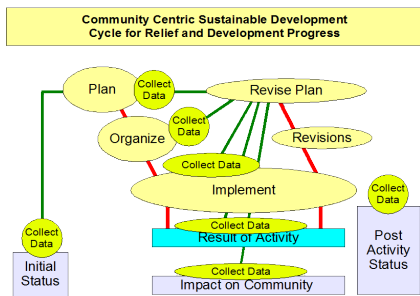 Community Centric Sustainable Development
Cycle for Relief and Development Progress
Plan
Collect
Data
Revise Plan
Collect
Data
Organize
Revisions
Collect Data
Implement
Collect
Data
Collect
Data
Collect Data
Result of Activity
Post
Activity
Status
Initial
Status
Collect Data
Impact on Community